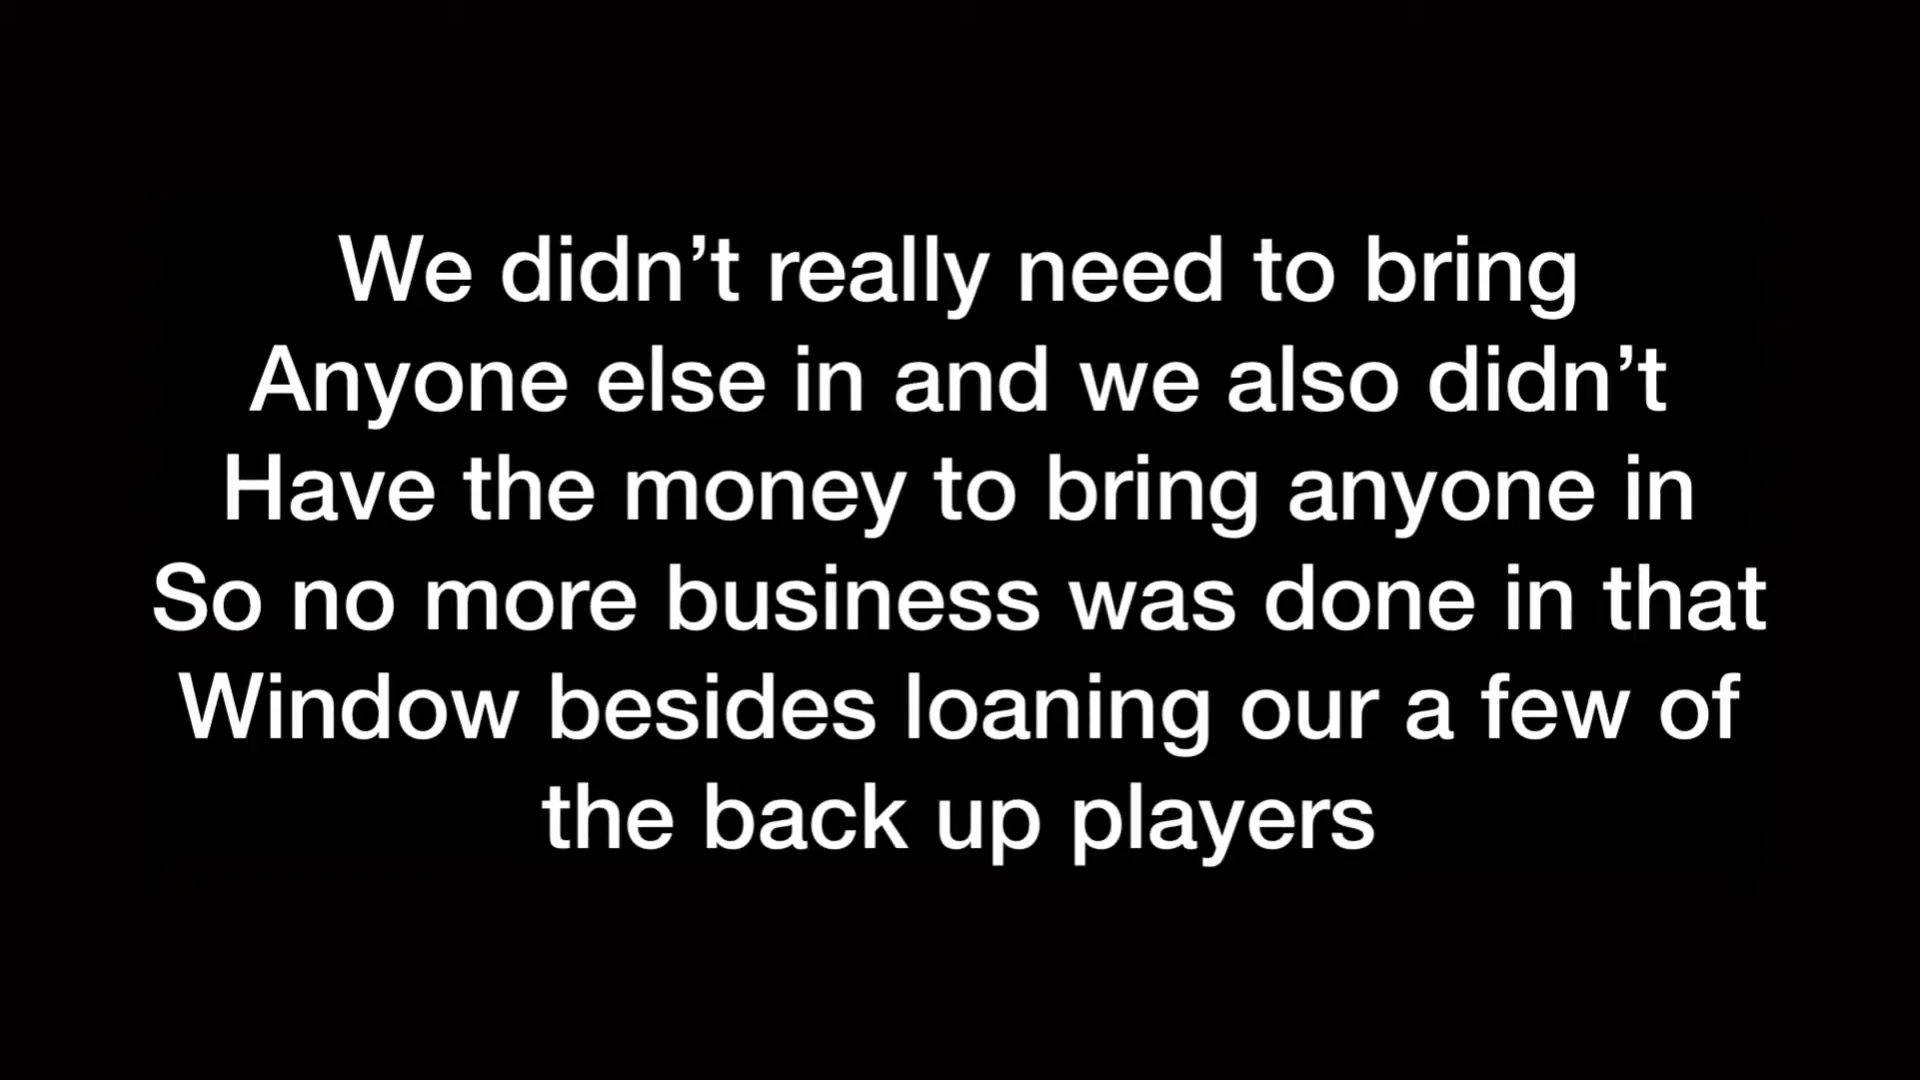 We didn’t really need to bring
Anyone else in and we also didn’t
Have the money to bring anyone in
So no more business was done in that
Window besides loaning our a few of
the back up players